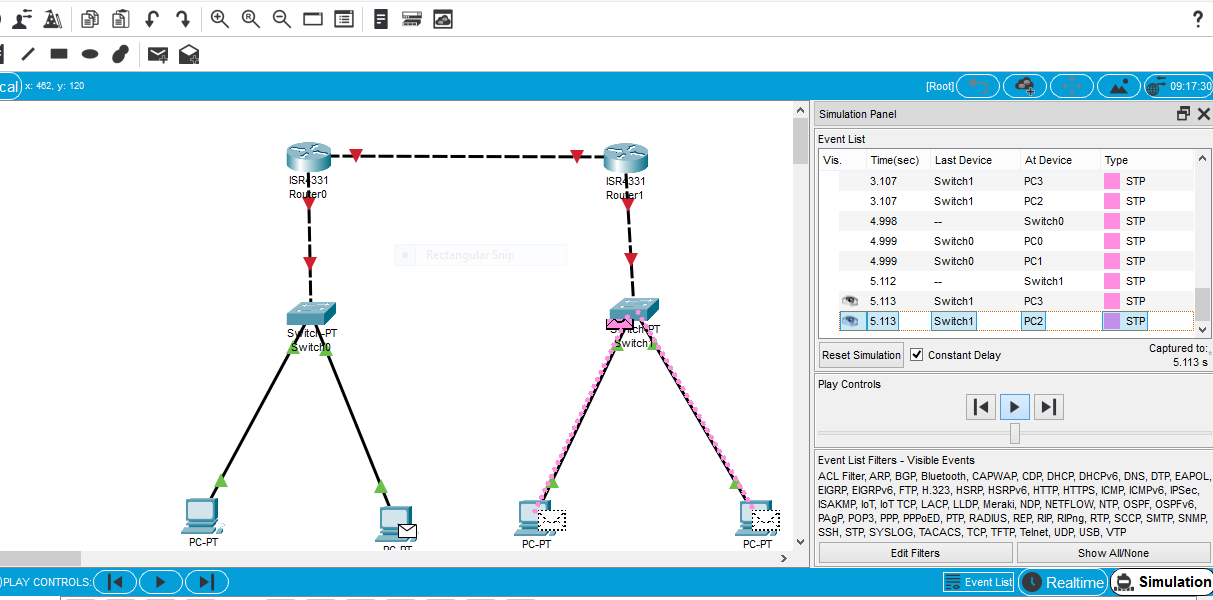 ?
cal x: 462, y: 120
[Root]
09:17:30
Simulation Panel
Event List
Vis. Time(sec) Last Device At Device Type
3.107 Switch1 PC3 STP
3.107 Switch1 PC2 STP
4.998 -- Switch0 STP
4.999 Switch0 PC0 STP
4.999 Switch0 PC1 STP
5.112 -- Switch1 STP
5.113 Switch1 PC3 STP
5.113 Switch1 PC2 STP
Reset Simulation Constant Delay
Captured to:
5.113 s
Play Controls
Event List Filters - Visible Events
ACL Filter, ARP, BGP, Bluetooth, CAPWAP, CDP, DHCP, DHCPv6, DNS, DTP, EAPOL,
EIGRP, EIGRPv6, FTP, H.323, HSRP, HSRPv6, HTTP, HTTPS, ICMP, ICMPv6, IPSec,
ISAKMP, IoT, IoT TCP, LACP, LLDP, Meraki, NDP, NETFLOW, NTP, OSPF, OSPFv6,
PAgP, POP3, PPP, PPPoED, PTP, RADIUS, REP, RIP, RIPng, RTP, SCCP, SMTP, SNMP,
SSH, STP, SYSLOG, TACACS, TCP, TFTP, Telnet, UDP, USB, VTP
Edit Filters Show All/None
ISR4331
Router0
ISR4331
Router1
Rectangular Snip
Switch-PT
Switch0
Switch-PT
Switch1
PC-PT
PC-PT
PC-PT
PC-PT
PLAY CONTROLS:
Event List Realtime Simulation